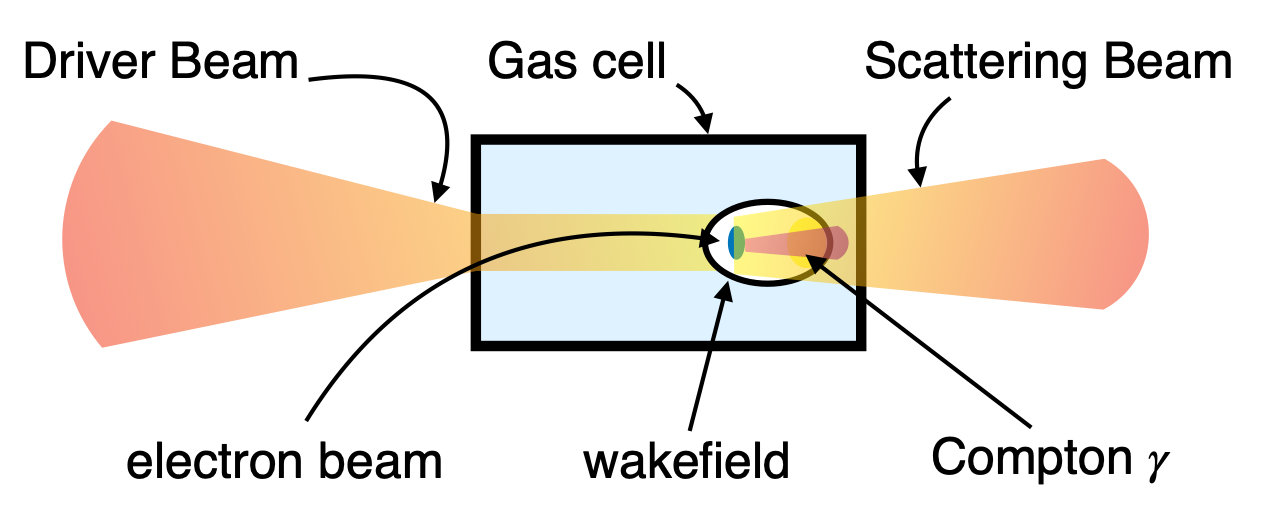 Driver Beam
Gas cell
Scattering Beam
electron beam
wakefield
Compton γ